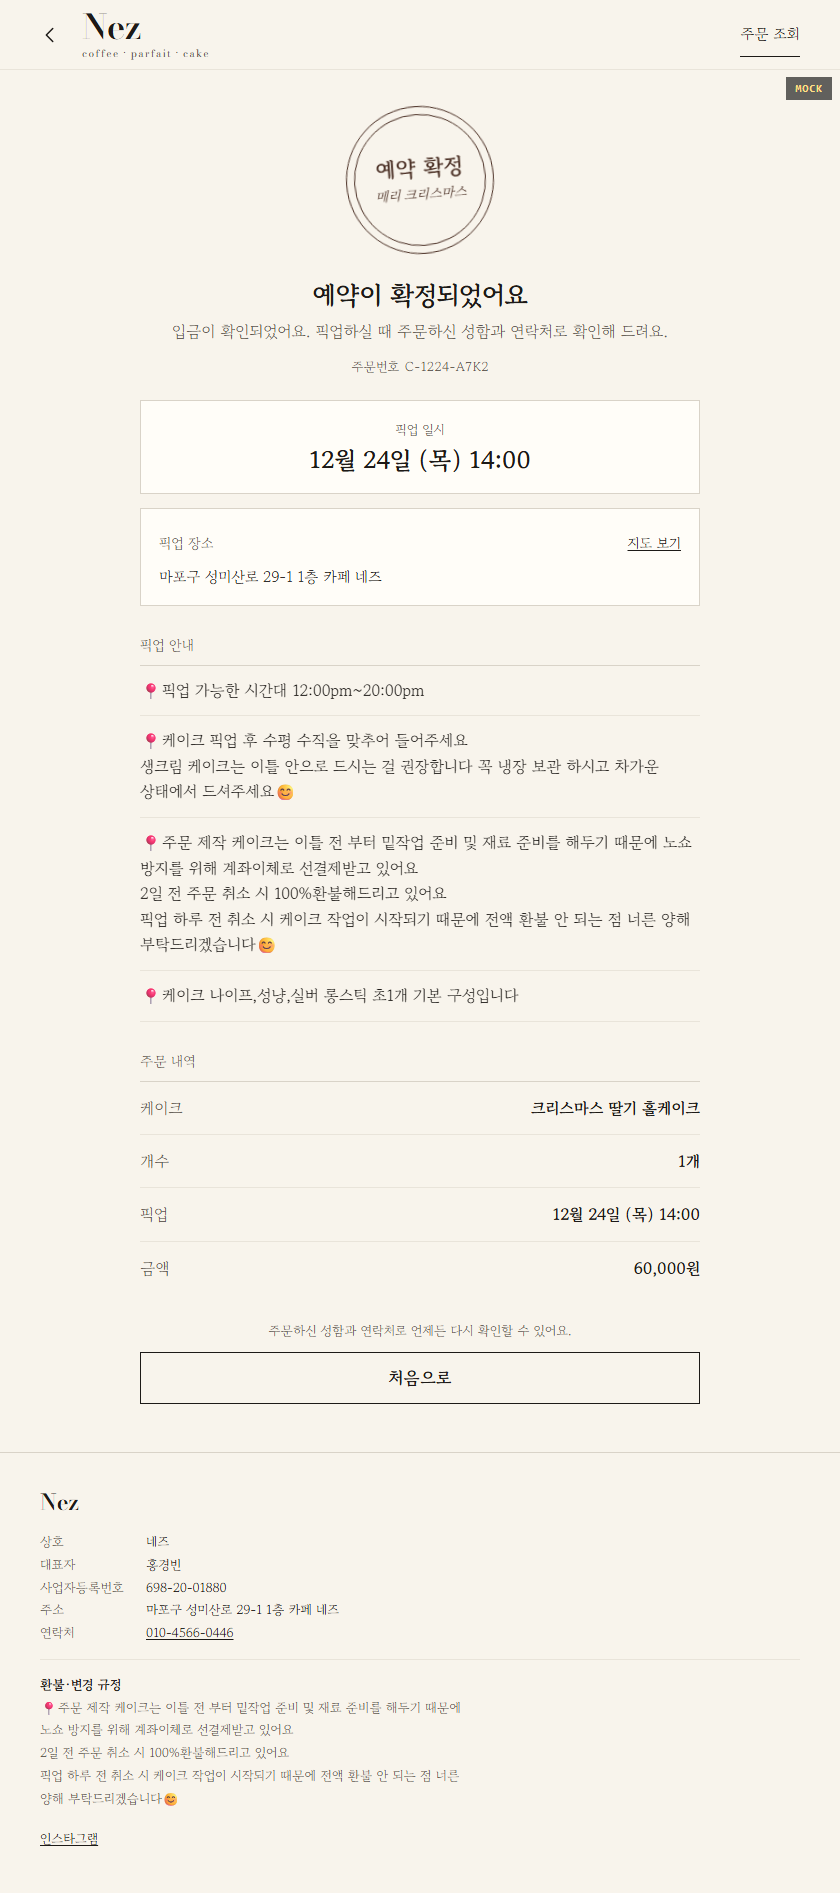 Nez
coffee · parfait · cake
주문 조회
MOCK
예약 확정
메리 크리스마스
예약이 확정되었어요
입금이 확인되었어요. 픽업하실 때 주문하신 성함과 연락처로 확인해 드려요.
주문번호 C-1224-A7K2
픽업 일시
12월 24일 (목) 14:00
픽업 장소
지도 보기
마포구 성미산로 29-1 1층 카페 네즈
픽업 안내
📍픽업 가능한 시간대 12:00pm~20:00pm
📍케이크 픽업 후 수평 수직을 맞추어 들어주세요
생크림 케이크는 이틀 안으로 드시는 걸 권장합니다 꼭 냉장 보관 하시고 차가운
상태에서 드셔주세요😊
📍주문 제작 케이크는 이틀 전 부터 밑작업 준비 및 재료 준비를 해두기 때문에 노쇼
방지를 위해 계좌이체로 선결제받고 있어요
2일 전 주문 취소 시 100%환불해드리고 있어요
픽업 하루 전 취소 시 케이크 작업이 시작되기 때문에 전액 환불 안 되는 점 너른 양해
부탁드리겠습니다😊
📍케이크 나이프,성냥,실버 롱스틱 초1개 기본 구성입니다
주문 내역
케이크
크리스마스 딸기 홀케이크
개수
1개
픽업
12월 24일 (목) 14:00
금액
60,000원
주문하신 성함과 연락처로 언제든 다시 확인할 수 있어요.
처음으로
Nez
상호 네즈
대표자 홍경빈
사업자등록번호 698-20-01880
주소 마포구 성미산로 29-1 1층 카페 네즈
연락처 010-4566-0446
환불·변경 규정
📍주문 제작 케이크는 이틀 전 부터 밑작업 준비 및 재료 준비를 해두기 때문에
노쇼 방지를 위해 계좌이체로 선결제받고 있어요
2일 전 주문 취소 시 100%환불해드리고 있어요
픽업 하루 전 취소 시 케이크 작업이 시작되기 때문에 전액 환불 안 되는 점 너른
양해 부탁드리겠습니다😊
인스타그램